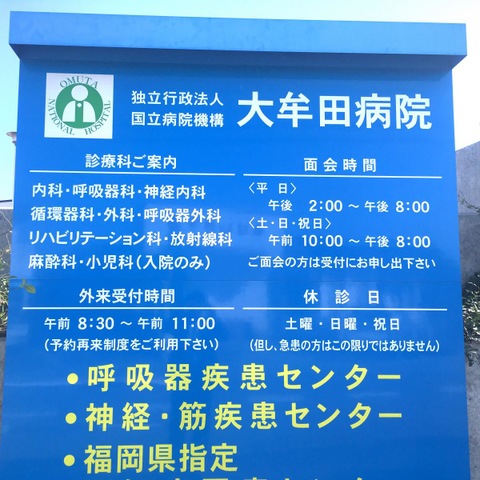 OMUTA NATIONAL HOSPITAL
独立行政法人
国立病院機構
大牟田病院
診療科ご案内
内科・呼吸器科・神経内科
循環器科・外科・呼吸器外科
リハビリテーション科・放射線科
麻酔科・小児科(入院のみ)
面会時間
〈平 日〉
午後 2:00 ～ 午後 8:00
〈土・日・祝日〉
午前 10:00 ～ 午後 8:00
ご面会の方は受付にお申し出下さい
外来受付時間
午前 8:30 ～ 午前 11:00
(予約再来制度をご利用下さい)
休診日
土曜・日曜・祝日
(但し、急患の方はこの限りではありません)
・呼吸器疾患センター
・神経・筋疾患センター
・福岡県指定